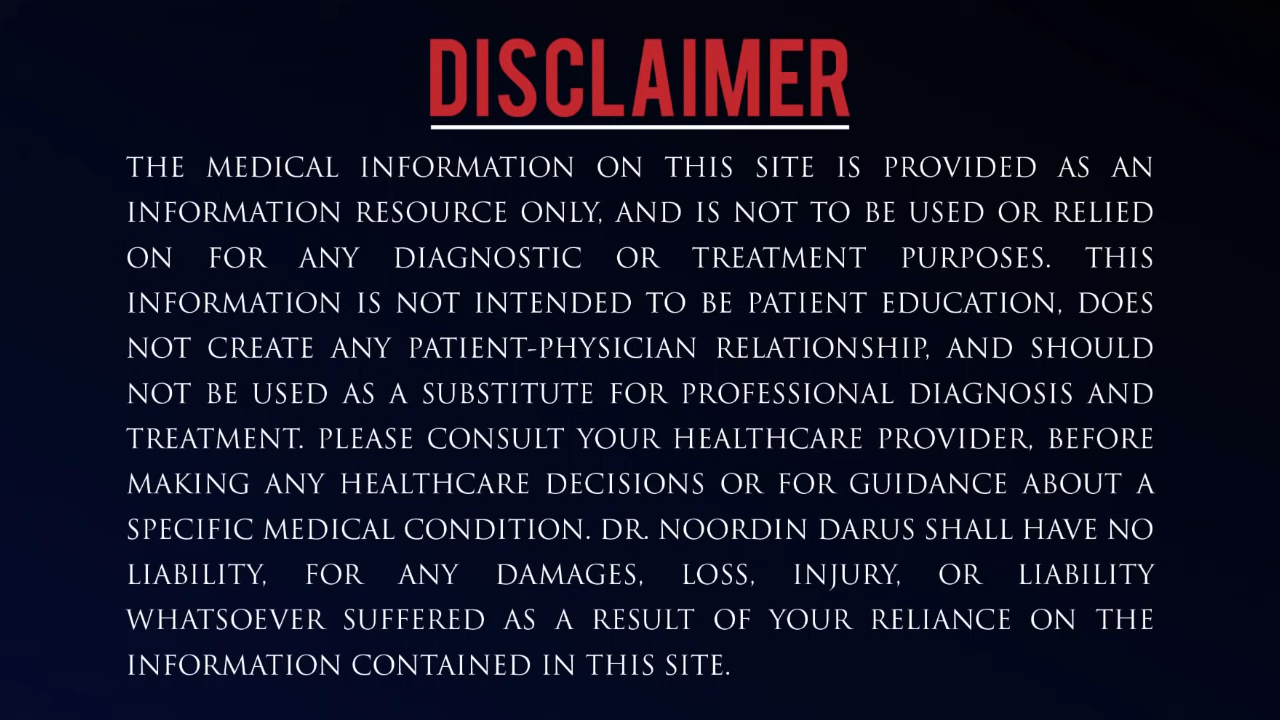 DISCLAIMER
THE MEDICAL INFORMATION ON THIS SITE IS PROVIDED AS AN
INFORMATION RESOURCE ONLY, AND IS NOT TO BE USED OR RELIED
ON FOR ANY DIAGNOSTIC OR TREATMENT PURPOSES. THIS
INFORMATION IS NOT INTENDED TO BE PATIENT EDUCATION, DOES
NOT CREATE ANY PATIENT-PHYSICIAN RELATIONSHIP, AND SHOULD
NOT BE USED AS A SUBSTITUTE FOR PROFESSIONAL DIAGNOSIS AND
TREATMENT. PLEASE CONSULT YOUR HEALTHCARE PROVIDER, BEFORE
MAKING ANY HEALTHCARE DECISIONS OR FOR GUIDANCE ABOUT A
SPECIFIC MEDICAL CONDITION. DR. NOORDIN DARUS SHALL HAVE NO
LIABILITY, FOR ANY DAMAGES, LOSS, INJURY, OR LIABILITY
WHATSOEVER SUFFERED AS A RESULT OF YOUR RELIANCE ON THE
INFORMATION CONTAINED IN THIS SITE.